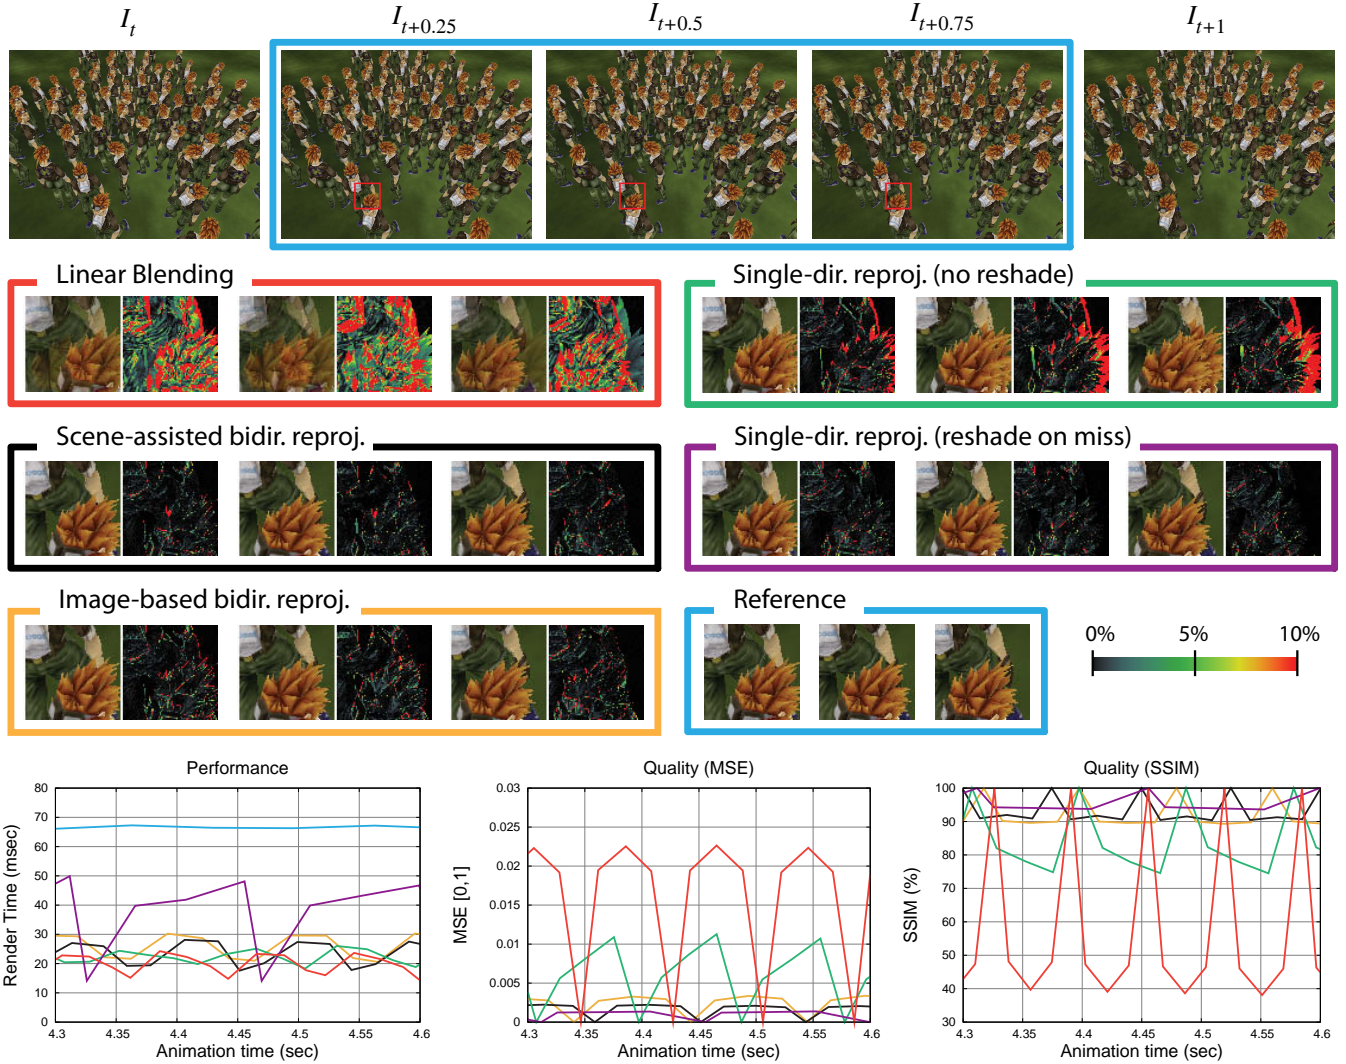 I_t I_{t+0.25} I_{t+0.5} I_{t+0.75} I_{t+1}
Linear Blending
Single-dir. reproj. (no reshade)
Scene-assisted bidir. reproj.
Single-dir. reproj. (reshade on miss)
Image-based bidir. reproj.
Reference
0% 5% 10%
Performance
80
70
60
50
40
30
20
10
0
Render Time (msec)
4.3 4.35 4.4 4.45 4.5 4.55 4.6
Animation time (sec)
Quality (MSE)
0.03
0.025
0.02
0.015
0.01
0.005
0
MSE [0,1]
4.3 4.35 4.4 4.45 4.5 4.55 4.6
Animation time (sec)
Quality (SSIM)
100
90
80
70
60
50
40
30
SSIM (%)
4.3 4.35 4.4 4.45 4.5 4.55 4.6
Animation time (sec)